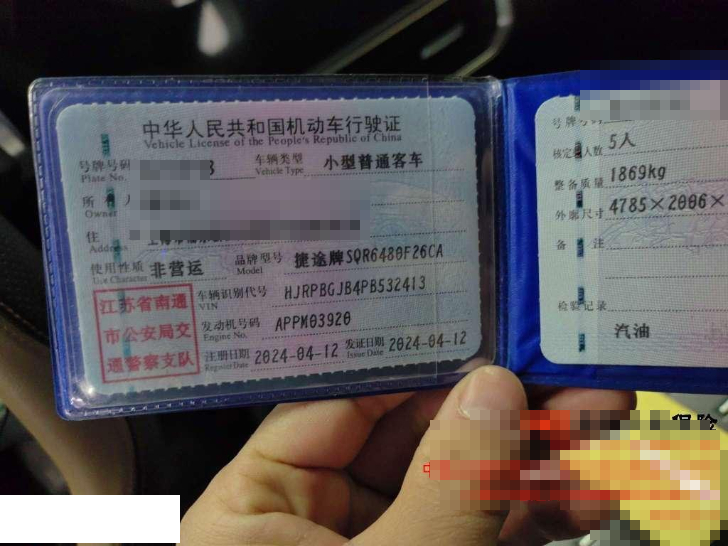 中华人民共和国机动车行驶证
Vehicle License of the People's Republic of China
号牌号码
Plate No.
车辆类型 小型普通客车
Vehicle Type
所 人
Owner
住
Address
使用性质 非营运
Use Character
品牌型号 捷途牌SQR6480F26CA
Model
车辆识别代号 HJRPBGJB4PB532413
VIN
发动机号码 APPM03920
Engine No.
注册日期 2024-04-12
Register Date
发证日期 2024-04-12
Issue Date
江苏省南通
市公安局交
通警察支队
号牌号
核定 人数 5人
整备质量 1869kg
外廓尺寸 4785×2006×
备 注
检验记录
汽油
保险